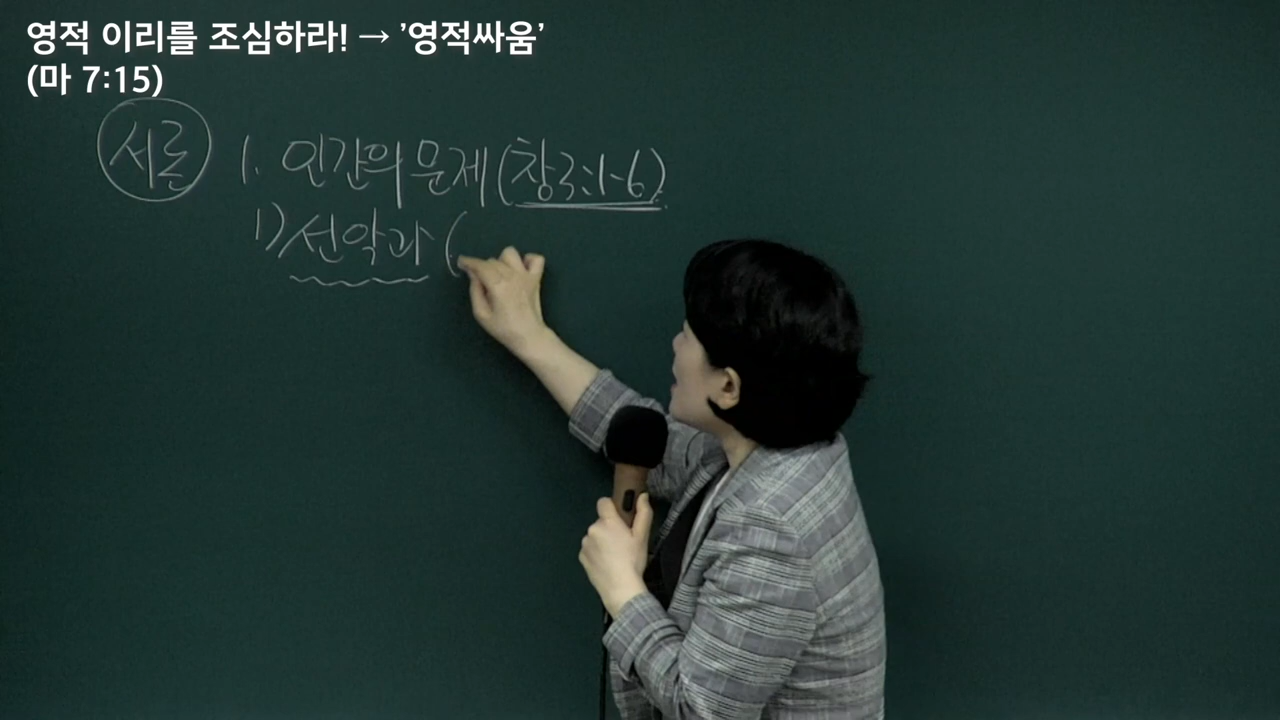 영적 이리를 조심하라! → '영적싸움'
(마 7:15)
서론 1. 인간의 문제 (창3:1-6)
1) 선악과 (